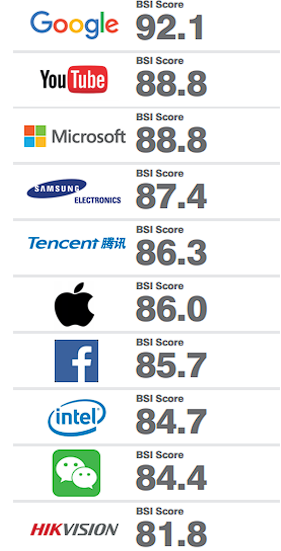 Google
BSI Score
92.1
YouTube
BSI Score
88.8
Microsoft
BSI Score
88.8
SAMSUNG
ELECTRONICS
BSI Score
87.4
Tencent 腾讯
BSI Score
86.3
BSI Score
86.0
f
BSI Score
85.7
intel
BSI Score
84.7
BSI Score
84.4
HIKVISION
BSI Score
81.8